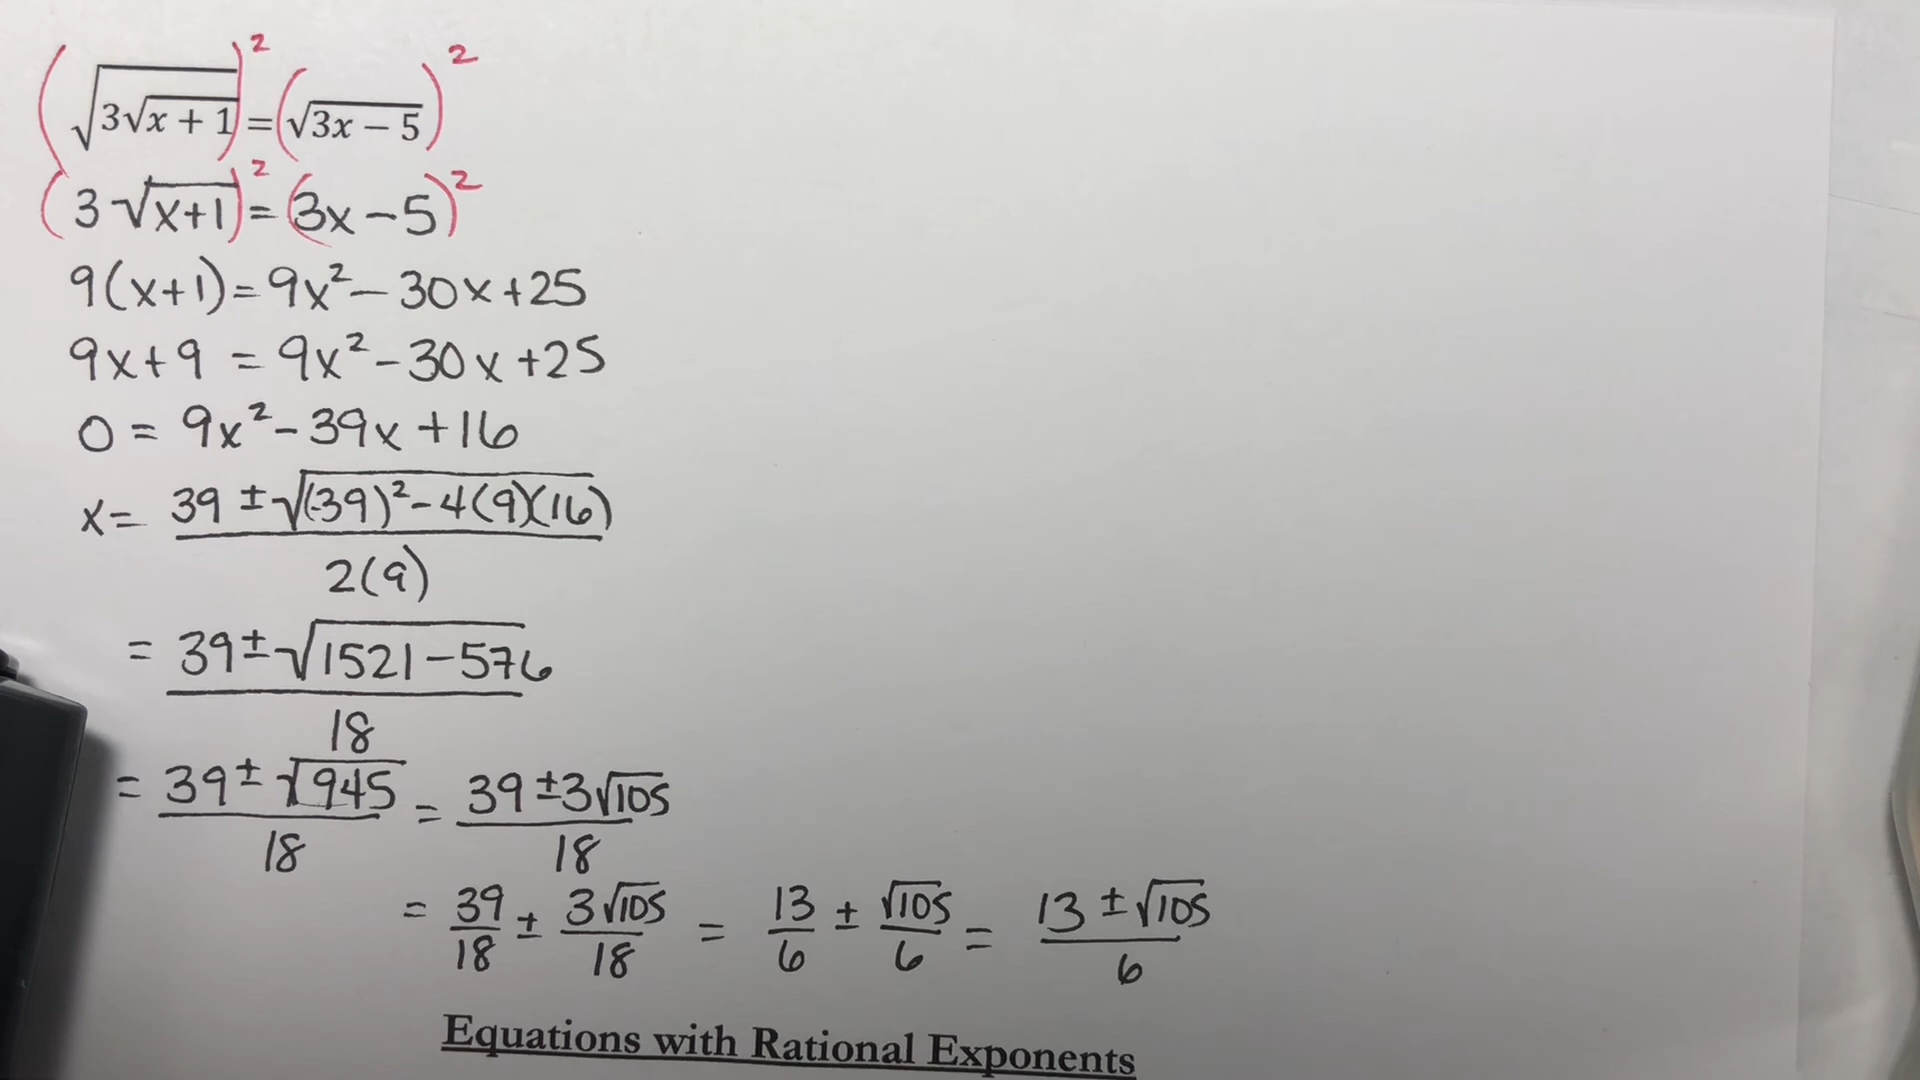 (√(3√(x + 1)))² = (√(3x − 5))²
(3√(x+1))² = (3x − 5)²
9(x+1) = 9x² − 30x + 25
9x + 9 = 9x² − 30x + 25
0 = 9x² − 39x + 16
x = (39 ± √((-39)² − 4(9)(16))) / 2(9)
= (39 ± √(1521 − 576)) / 18
= (39 ± √945) / 18 = (39 ± 3√105) / 18
= 39/18 ± 3√105/18 = 13/6 ± √105/6 = (13 ± √105) / 6
Equations with Rational Exponents